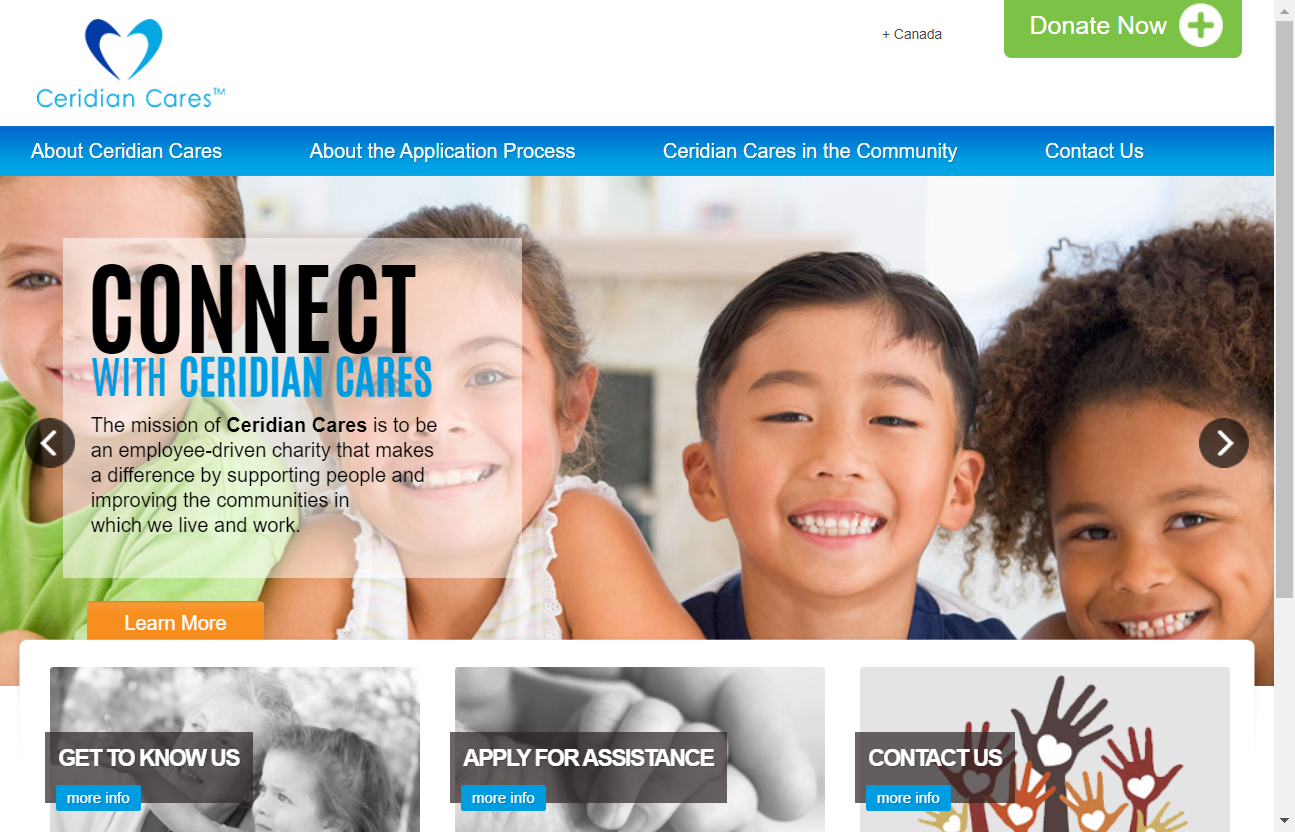 Ceridian Cares™
+ Canada
Donate Now
About Ceridian Cares
About the Application Process
Ceridian Cares in the Community
Contact Us
CONNECT
WITH CERIDIAN CARES
The mission of Ceridian Cares is to be
an employee-driven charity that makes
a difference by supporting people and
improving the communities in
which we live and work.
Learn More
GET TO KNOW US
more info
APPLY FOR ASSISTANCE
more info
CONTACT US
more info